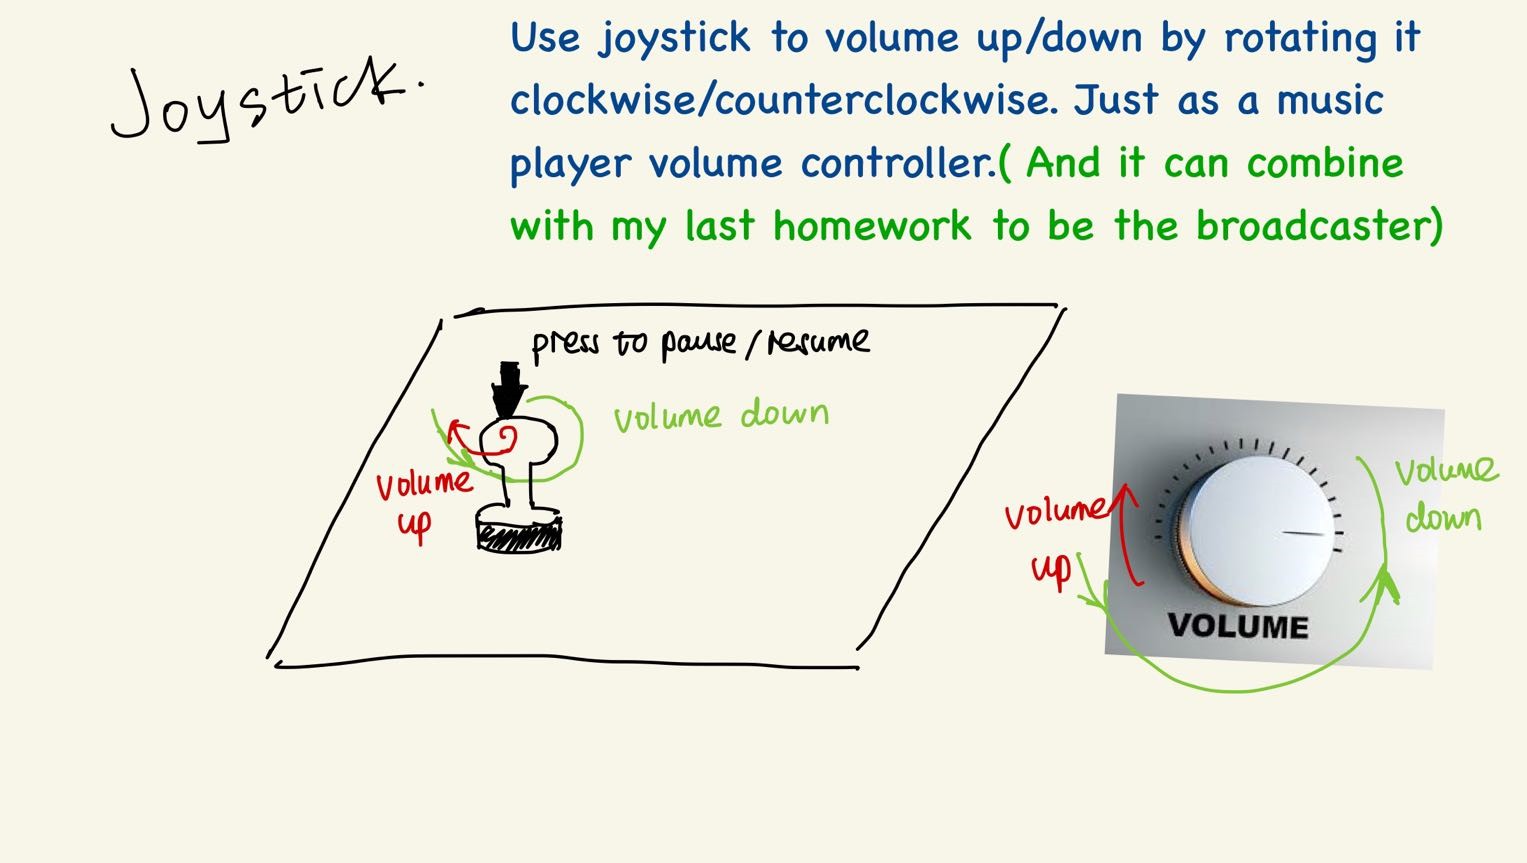 Joystick.
Use joystick to volume up/down by rotating it
clockwise/counterclockwise. Just as a music
player volume controller.( And it can combine
with my last homework to be the broadcaster)
press to pause/resume
volume down
volume
up
volume
up
volume
down
VOLUME